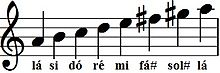 lá si dó ré mi fá# sol# lá